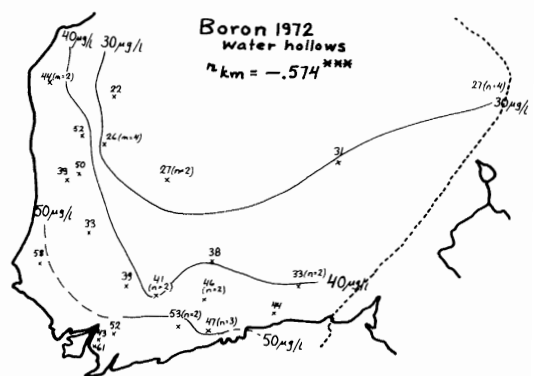 Boron 1972
water hollows
r km = -.574***
40µg/l
30µg/l
44(n=2)
22
27(n=4)
30µg/l
52
26(n=4)
31
39
50
27(n=2)
50µg/l
33
58
38
39
41
(n=2)
46
(n=2)
33(n=2)
40µg/l
53(n=2)
44
52
47(n=3)
43
50µg/l
61